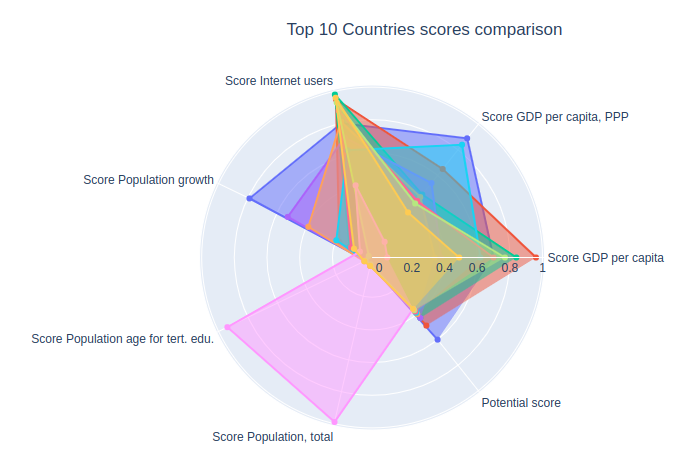 Top 10 Countries scores comparison
Score Internet users
Score GDP per capita, PPP
Score Population growth
Score GDP per capita
0 0.2 0.4 0.6 0.8 1
Score Population age for tert. edu.
Potential score
Score Population, total